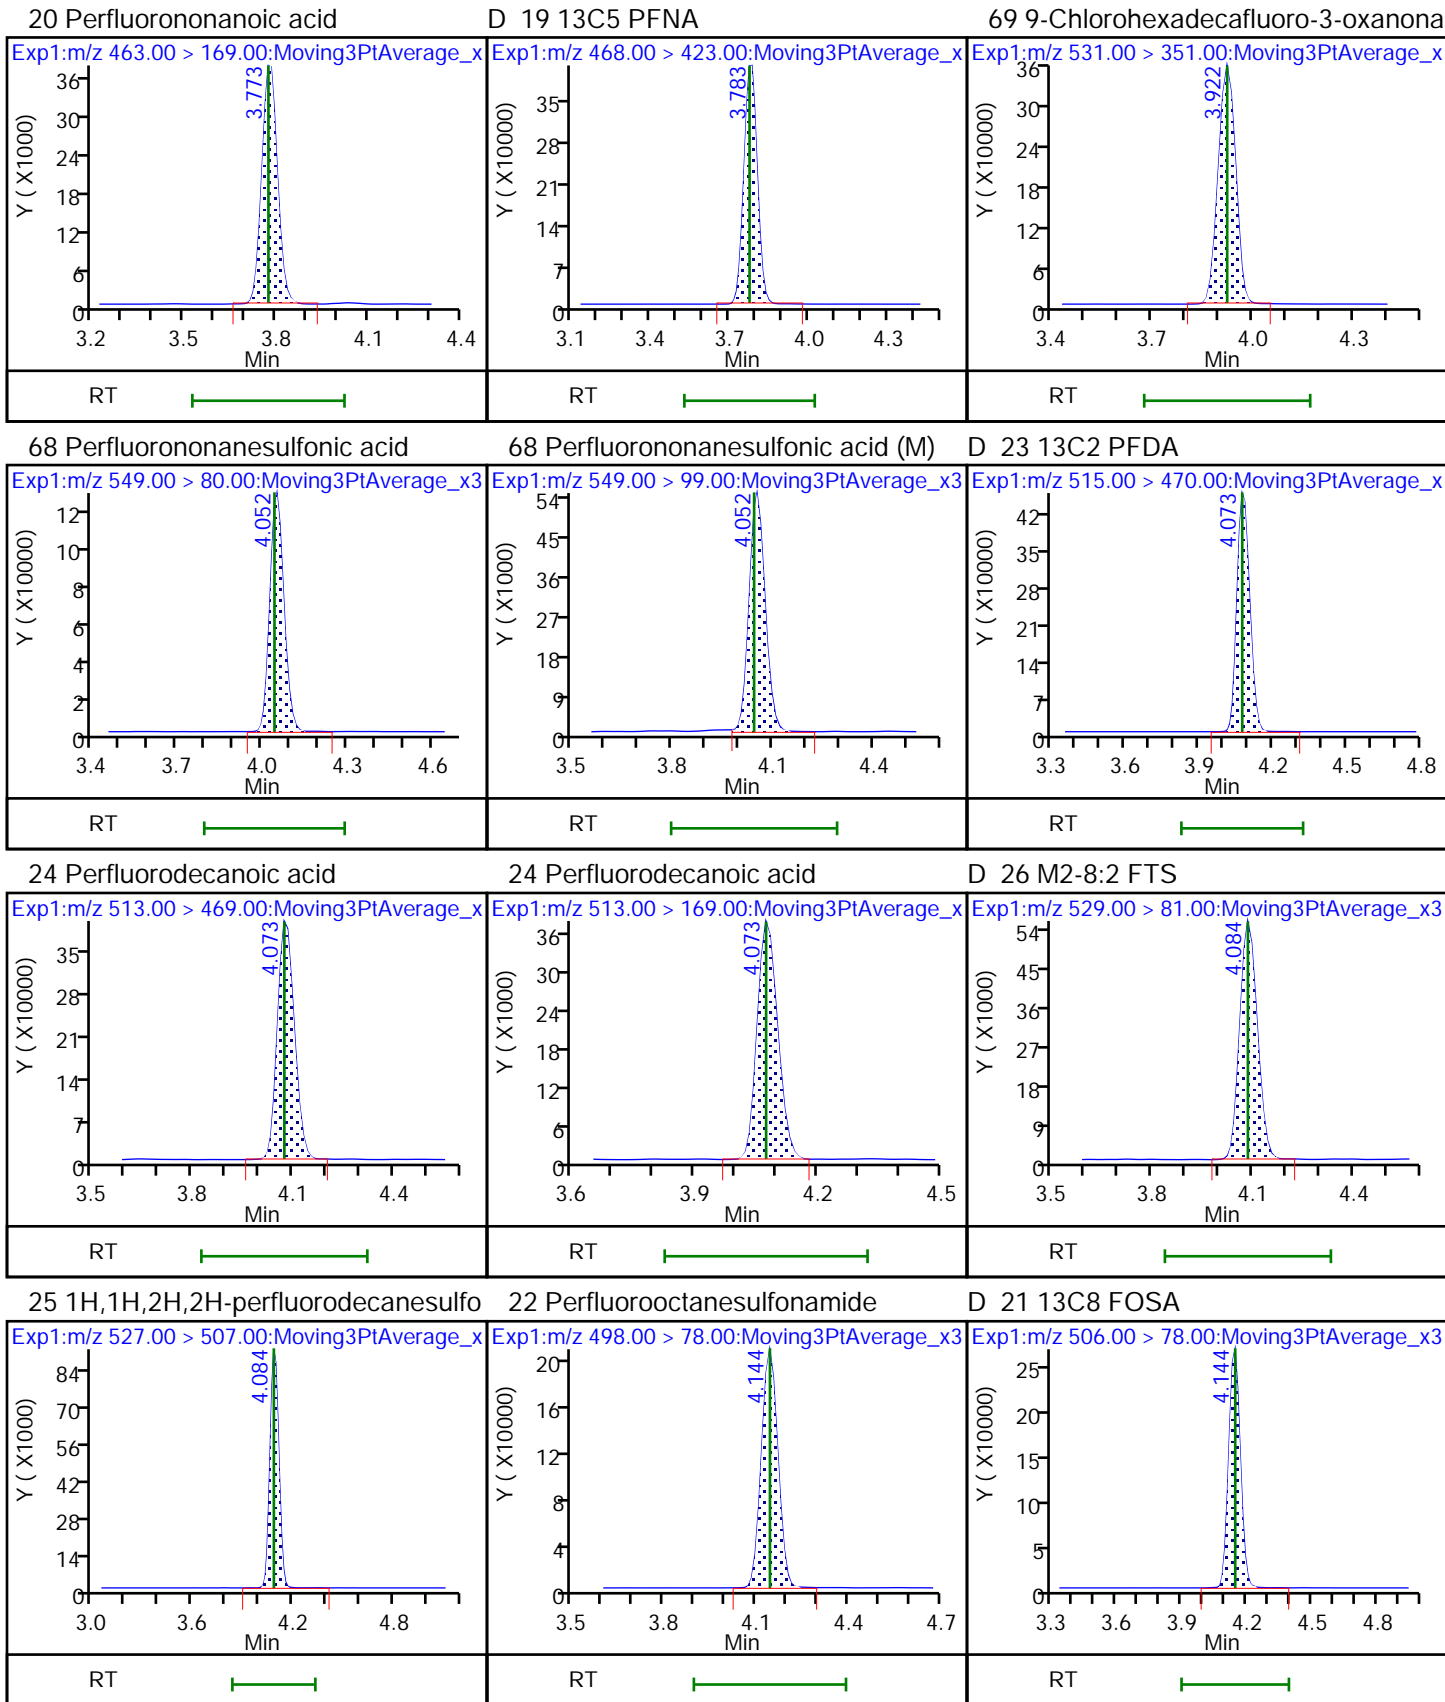 20 Perfluorononanoic acid
Exp1:m/z 463.00 > 169.00:Moving3PtAverage_x
3.773
Y ( X10000)
36
30
24
18
12
6
0
3.2 3.5 3.8 4.1 4.4
Min
RT
D 19 13C5 PFNA
Exp1:m/z 468.00 > 423.00:Moving3PtAverage_x
3.783
Y ( X10000)
35
28
21
14
7
0
3.1 3.4 3.7 4.0 4.3
Min
RT
69 9-Chlorohexadecafluoro-3-oxanona
Exp1:m/z 531.00 > 351.00:Moving3PtAverage_x
3.922
Y ( X10000)
36
30
24
18
12
6
0
3.4 3.7 4.0 4.3
Min
RT
68 Perfluorononanesulfonic acid
Exp1:m/z 549.00 > 80.00:Moving3PtAverage_x3
4.052
Y ( X10000)
12
10
8
6
4
2
0
3.4 3.7 4.0 4.3 4.6
Min
RT
68 Perfluorononanesulfonic acid (M)
Exp1:m/z 549.00 > 99.00:Moving3PtAverage_x3
4.052
Y ( X1000)
54
45
36
27
18
9
0
3.5 3.8 4.1 4.4
Min
RT
D 23 13C2 PFDA
Exp1:m/z 515.00 > 470.00:Moving3PtAverage_x
4.073
Y ( X10000)
42
35
28
21
14
7
0
3.3 3.6 3.9 4.2 4.5 4.8
Min
RT
24 Perfluorodecanoic acid
Exp1:m/z 513.00 > 469.00:Moving3PtAverage_x
4.073
Y ( X10000)
35
28
21
14
7
0
3.5 3.8 4.1 4.4
Min
RT
24 Perfluorodecanoic acid
Exp1:m/z 513.00 > 169.00:Moving3PtAverage_x
4.073
Y ( X1000)
36
30
24
18
12
6
0
3.6 3.9 4.2 4.5
Min
RT
D 26 M2-8:2 FTS
Exp1:m/z 529.00 > 81.00:Moving3PtAverage_x3
4.084
Y ( X1000)
54
45
36
27
18
9
0
3.5 3.8 4.1 4.4
Min
RT
25 1H,1H,2H,2H-perfluorodecanesulfo
Exp1:m/z 527.00 > 507.00:Moving3PtAverage_x
4.084
Y ( X1000)
84
70
56
42
28
14
0
3.0 3.6 4.2 4.8
Min
RT
22 Perfluorooctanesulfonamide
Exp1:m/z 498.00 > 78.00:Moving3PtAverage_x3
4.144
Y ( X10000)
20
16
12
8
4
0
3.5 3.8 4.1 4.4 4.7
Min
RT
D 21 13C8 FOSA
Exp1:m/z 506.00 > 78.00:Moving3PtAverage_x3
4.144
Y ( X10000)
25
20
15
10
5
0
3.3 3.6 3.9 4.2 4.5 4.8
Min
RT